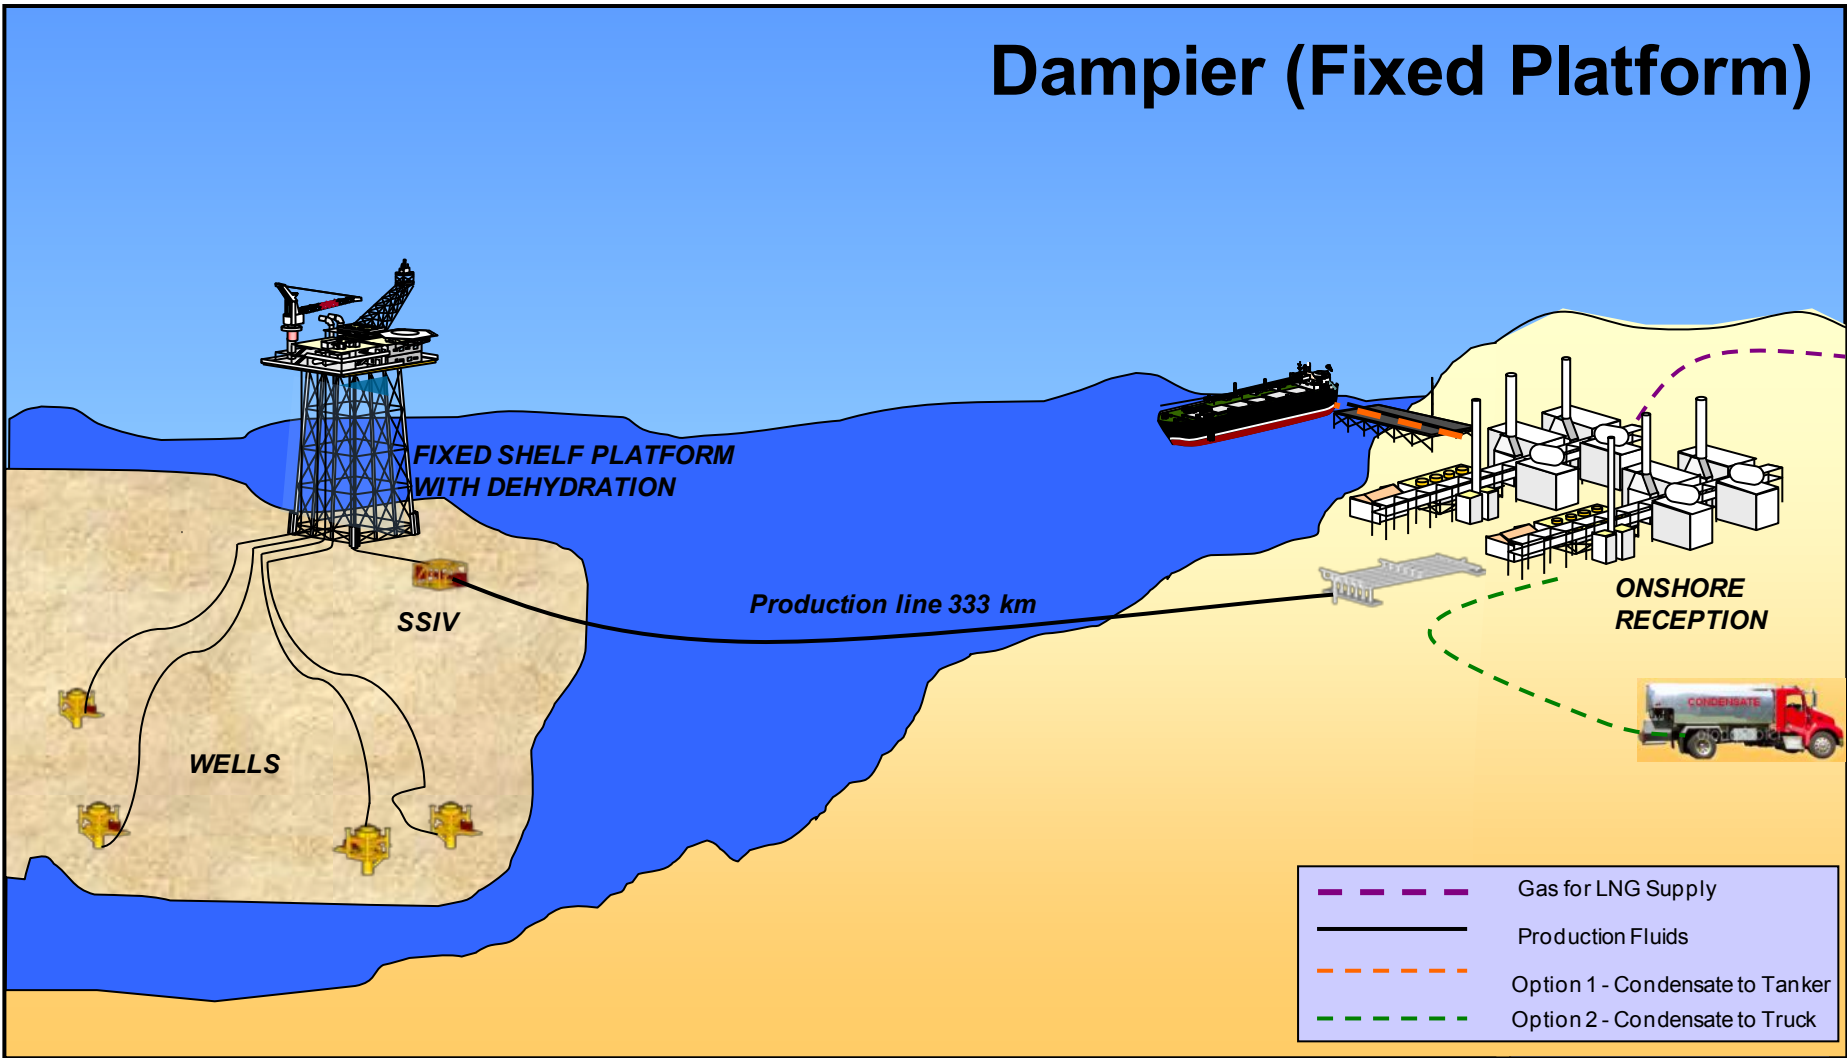 Dampier (Fixed Platform)
FIXED SHELF PLATFORM
WITH DEHYDRATION
SSIV
Production line 333 km
ONSHORE
RECEPTION
CONDENSATE
WELLS
Gas for LNG Supply
Production Fluids
Option 1 - Condensate to Tanker
Option 2 - Condensate to Truck